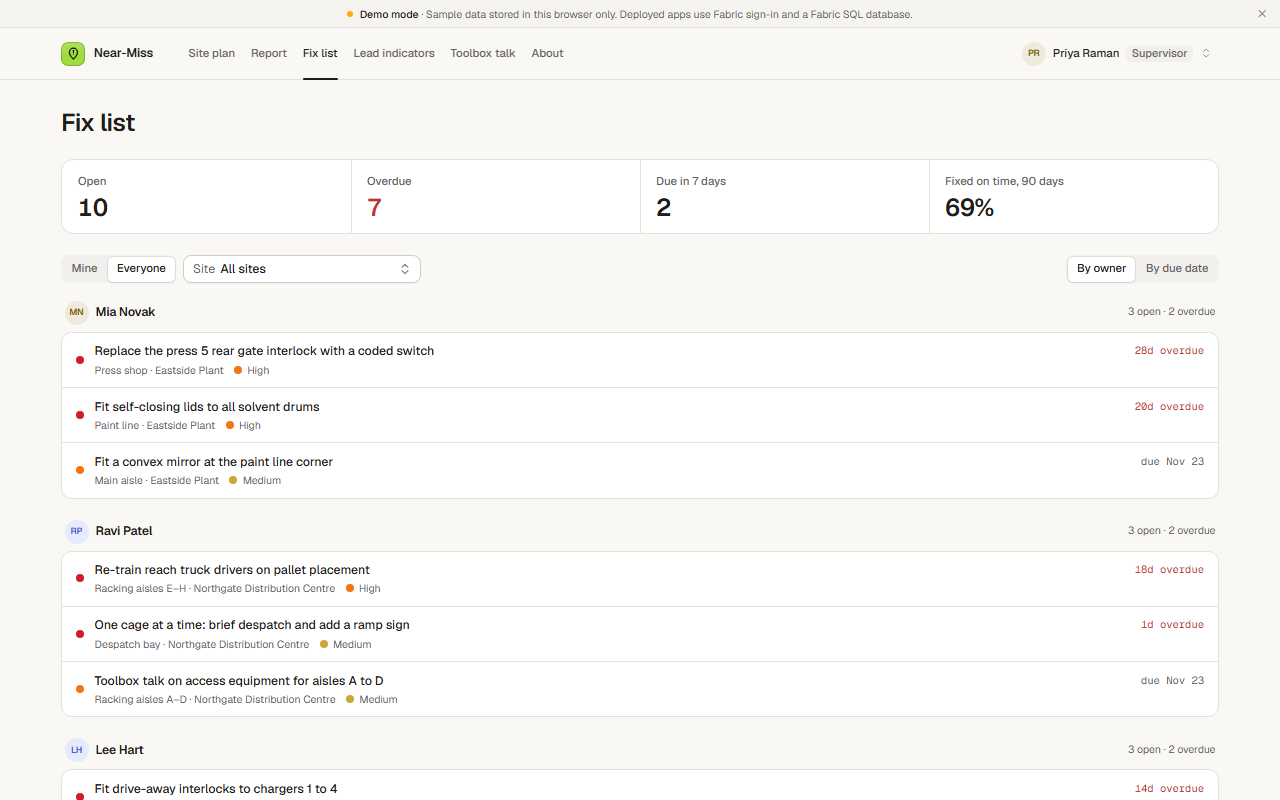 Demo mode · Sample data stored in this browser only. Deployed apps use Fabric sign-in and a Fabric SQL database.
Near-Miss
Site plan
Report
Fix list
Lead indicators
Toolbox talk
About
PR
Priya Raman
Supervisor
Fix list
Open
10
Overdue
7
Due in 7 days
2
Fixed on time, 90 days
69%
Mine
Everyone
Site All sites
By owner
By due date
MN
Mia Novak
3 open · 2 overdue
Replace the press 5 rear gate interlock with a coded switch
28d overdue
Press shop · Eastside Plant
High
Fit self-closing lids to all solvent drums
20d overdue
Paint line · Eastside Plant
High
Fit a convex mirror at the paint line corner
due Nov 23
Main aisle · Eastside Plant
Medium
RP
Ravi Patel
3 open · 2 overdue
Re-train reach truck drivers on pallet placement
18d overdue
Racking aisles E–H · Northgate Distribution Centre
High
One cage at a time: brief despatch and add a ramp sign
1d overdue
Despatch bay · Northgate Distribution Centre
Medium
Toolbox talk on access equipment for aisles A to D
due Nov 23
Racking aisles A–D · Northgate Distribution Centre
Medium
LH
Lee Hart
3 open · 2 overdue
Fit drive-away interlocks to chargers 1 to 4
14d overdue